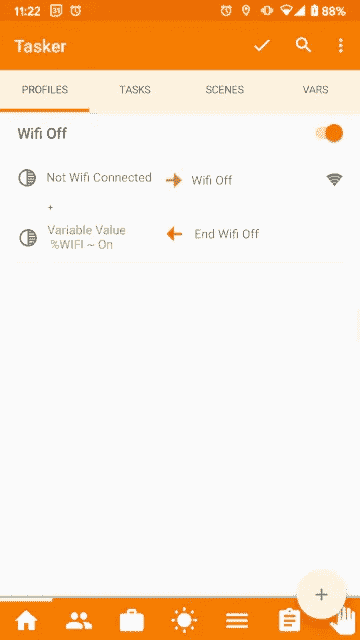 11:22 31 88%
Tasker
PROFILES TASKS SCENES VARS
Wifi Off
Not Wifi Connected Wifi Off
+
Variable Value End Wifi Off
%WIFI ~ On
+